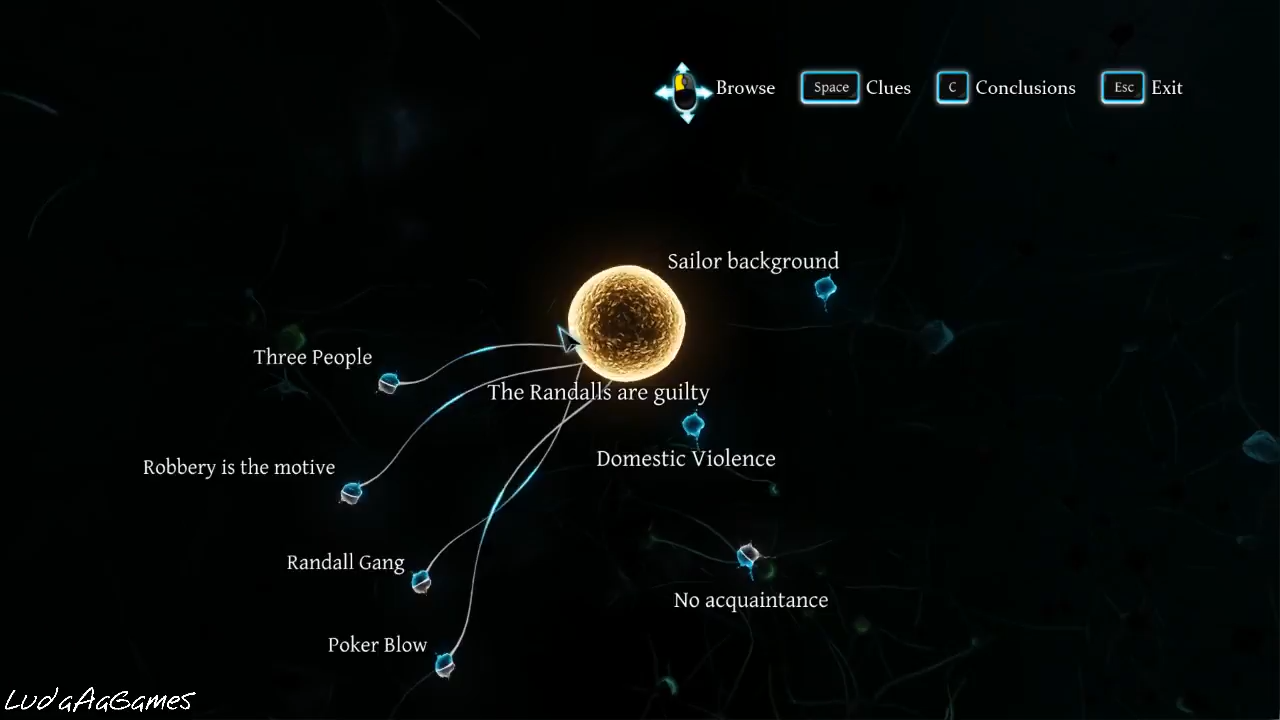 Browse
Space Clues
C Conclusions
Esc Exit
Sailor background
Three People
The Randalls are guilty
Domestic Violence
Robbery is the motive
Randall Gang
No acquaintance
Poker Blow
LudaAaGames